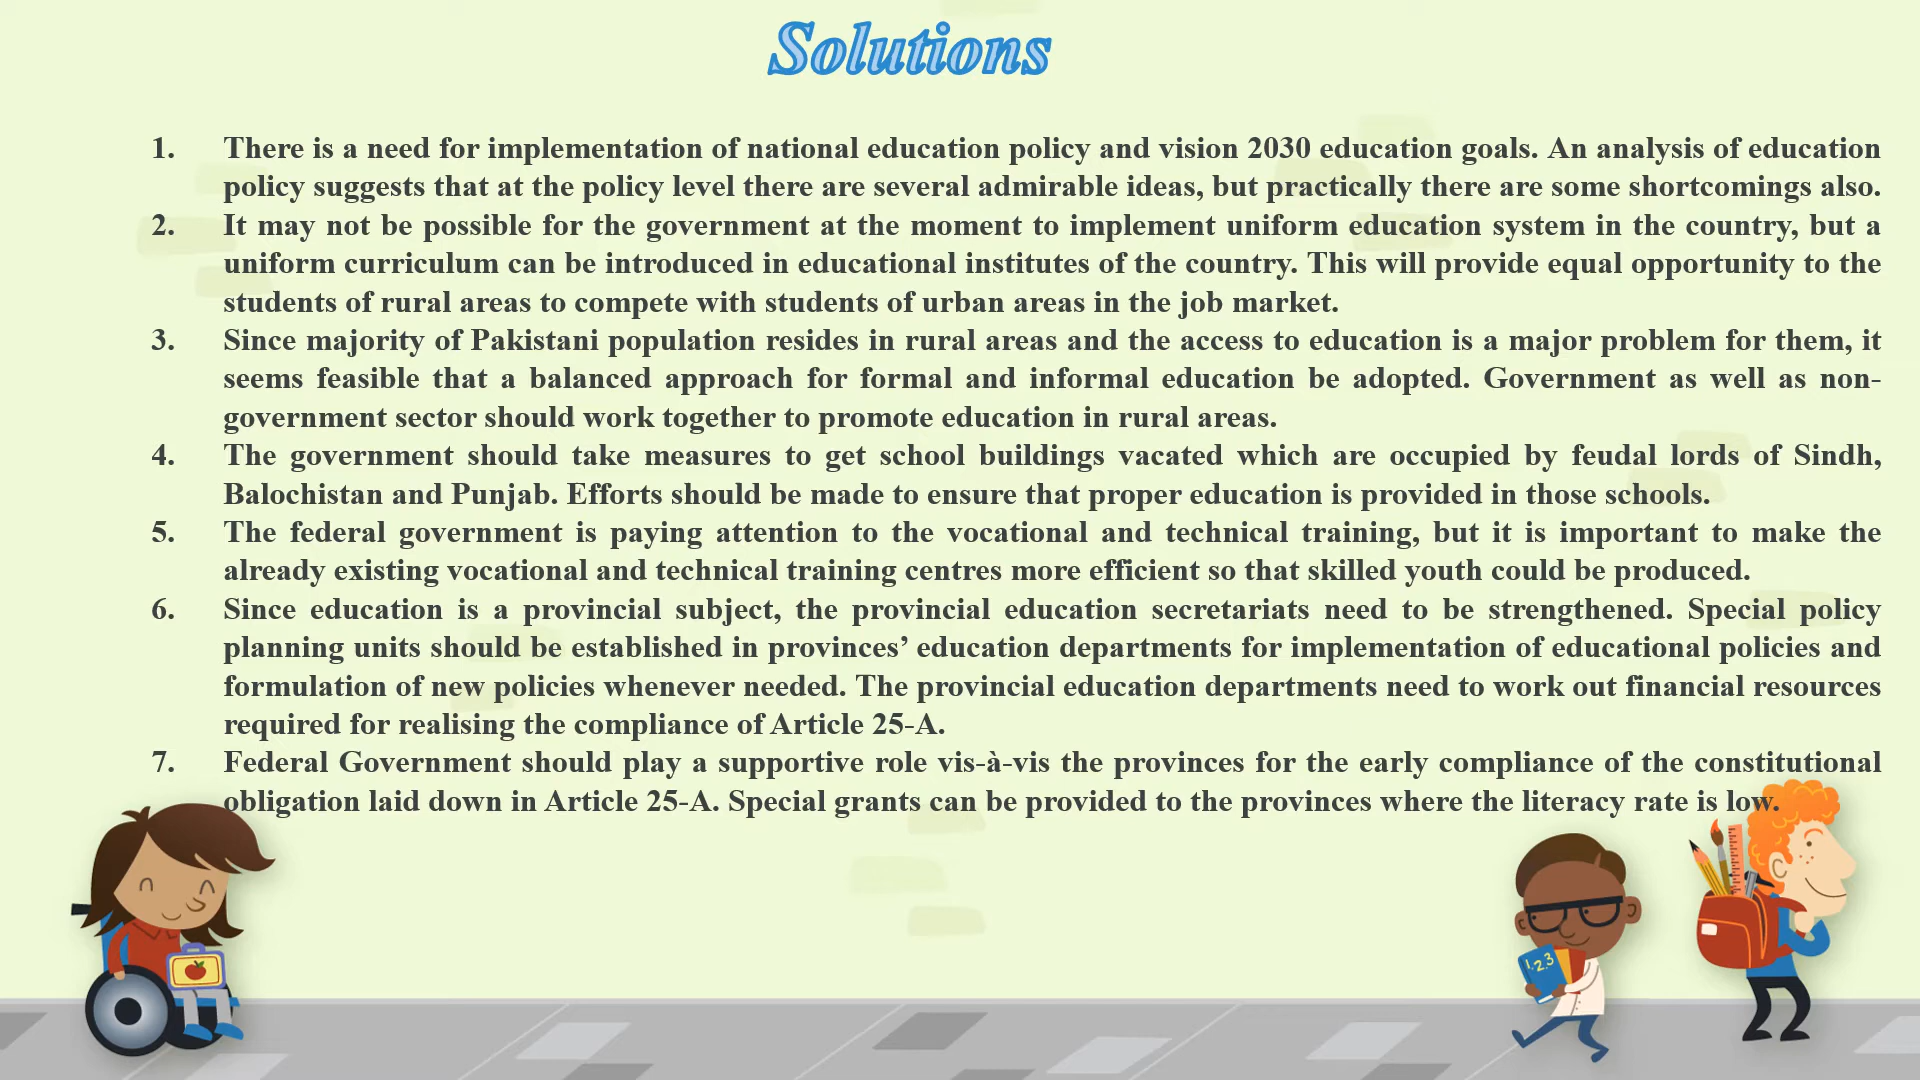 Solutions
1. There is a need for implementation of national education policy and vision 2030 education goals. An analysis of education
policy suggests that at the policy level there are several admirable ideas, but practically there are some shortcomings also.
2. It may not be possible for the government at the moment to implement uniform education system in the country, but a
uniform curriculum can be introduced in educational institutes of the country. This will provide equal opportunity to the
students of rural areas to compete with students of urban areas in the job market.
3. Since majority of Pakistani population resides in rural areas and the access to education is a major problem for them, it
seems feasible that a balanced approach for formal and informal education be adopted. Government as well as non-
government sector should work together to promote education in rural areas.
4. The government should take measures to get school buildings vacated which are occupied by feudal lords of Sindh,
Balochistan and Punjab. Efforts should be made to ensure that proper education is provided in those schools.
5. The federal government is paying attention to the vocational and technical training, but it is important to make the
already existing vocational and technical training centres more efficient so that skilled youth could be produced.
6. Since education is a provincial subject, the provincial education secretariats need to be strengthened. Special policy
planning units should be established in provinces’ education departments for implementation of educational policies and
formulation of new policies whenever needed. The provincial education departments need to work out financial resources
required for realising the compliance of Article 25-A.
7. Federal Government should play a supportive role vis-à-vis the provinces for the early compliance of the constitutional
obligation laid down in Article 25-A. Special grants can be provided to the provinces where the literacy rate is low.
1,2,3